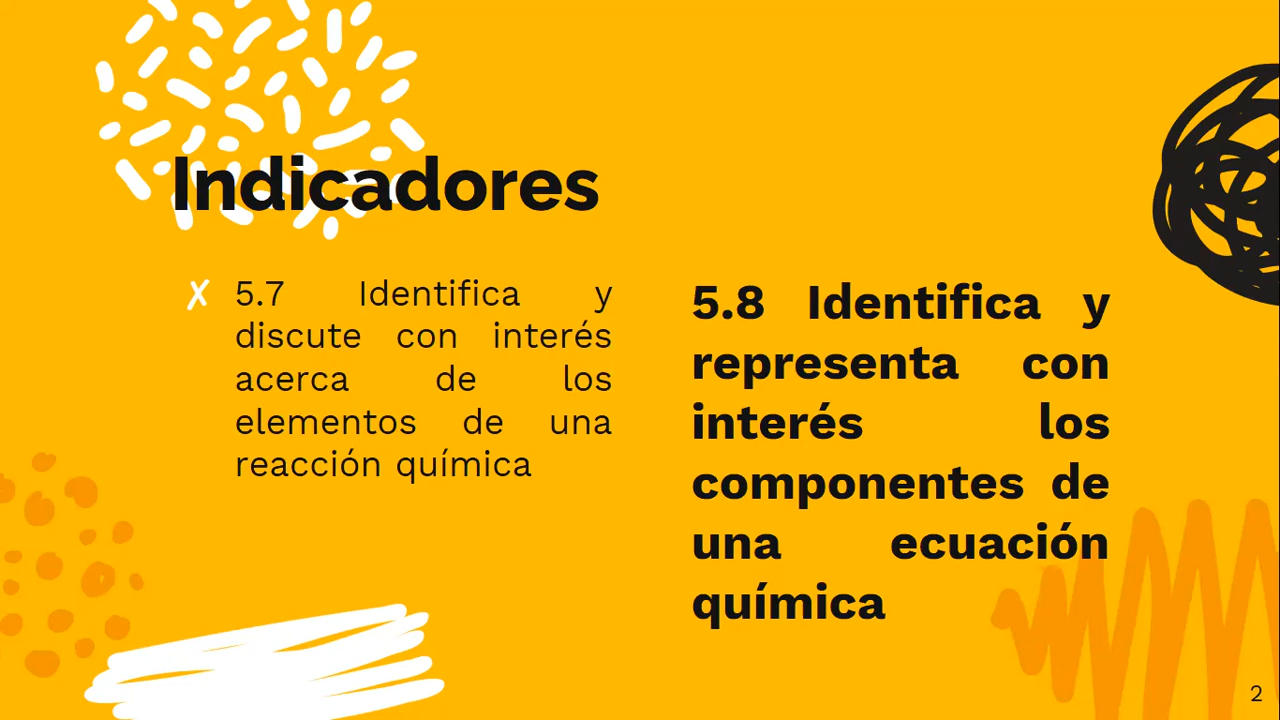 Indicadores
5.7 Identifica y
discute con interés
acerca de los
elementos de una
reacción química
5.8 Identifica y
representa con
interés los
componentes de
una ecuación
química
2